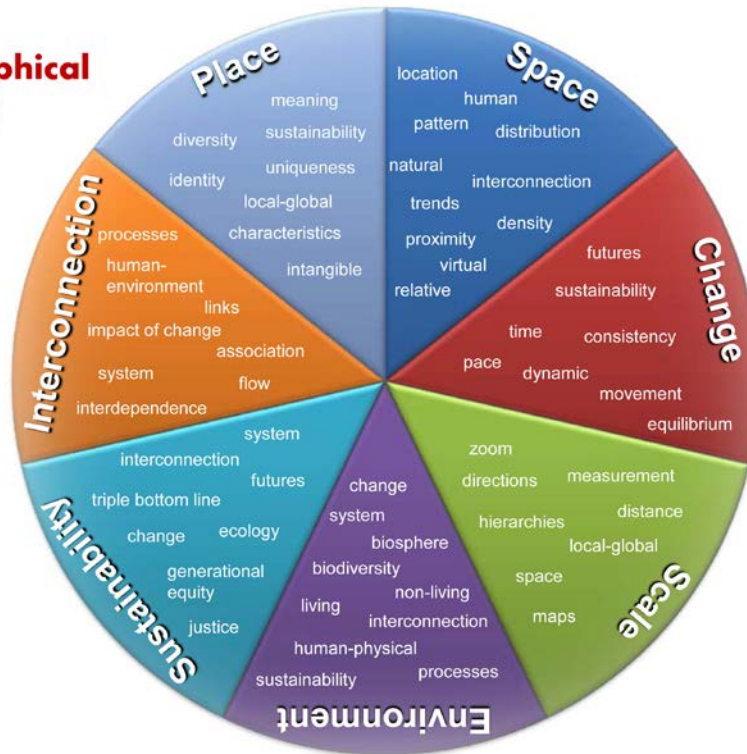 phical
Place
meaning
diversity
sustainability
identity
uniqueness
local-global
characteristics
intangible
Space
location
human
pattern
distribution
natural
interconnection
trends
density
proximity
virtual
relative
Change
futures
sustainability
time
consistency
pace
dynamic
movement
equilibrium
Scale
zoom
directions
measurement
distance
hierarchies
local-global
space
maps
Environment
change
system
biosphere
biodiversity
non-living
living
interconnection
human-physical
processes
sustainability
Sustainability
system
interconnection
futures
triple bottom line
change
ecology
generational
equity
justice
Interconnection
processes
human-
environment
links
impact of change
association
system
flow
interdependence